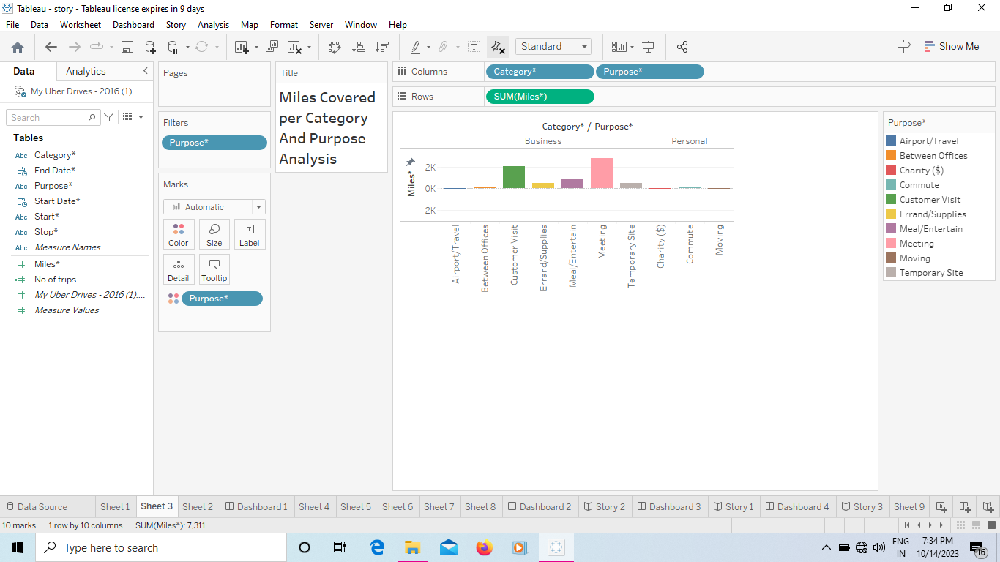 Tableau - story - Tableau license expires in 9 days
File Data Worksheet Dashboard Story Analysis Map Format Server Window Help
Standard
Show Me
Data Analytics
My Uber Drives - 2016 (1)
Search
Tables
Abc Category*
End Date*
Abc Purpose*
Start Date*
Abc Start*
Abc Stop*
Abc Measure Names
Miles*
No of trips
My Uber Drives - 2016 (1)....
Measure Values
Pages
Filters
Purpose*
Marks
Automatic
Color Size Label
Detail Tooltip
Purpose*
Title
Miles Covered
per Category
And Purpose
Analysis
Columns Category* Purpose*
Rows SUM(Miles*)
Category* / Purpose*
Business Personal
Miles*
2K
0K
-2K
Airport/Travel
Between Offices
Customer Visit
Errand/Supplies
Meal/Entertain
Meeting
Temporary Site
Charity ($)
Commute
Moving
Purpose*
Airport/Travel
Between Offices
Charity ($)
Commute
Customer Visit
Errand/Supplies
Meal/Entertain
Meeting
Moving
Temporary Site
Data Source Sheet 1 Sheet 3 Sheet 2 Dashboard 1 Sheet 4 Sheet 5 Sheet 6 Sheet 7 Sheet 8 Dashboard 2 Story 2 Dashboard 3 Story 1 Dashboard 4 Story 3 Sheet 9
10 marks 1 row by 10 columns SUM(Miles*): 7,311
Type here to search
ENG
IN
7:34 PM
10/14/2023
16